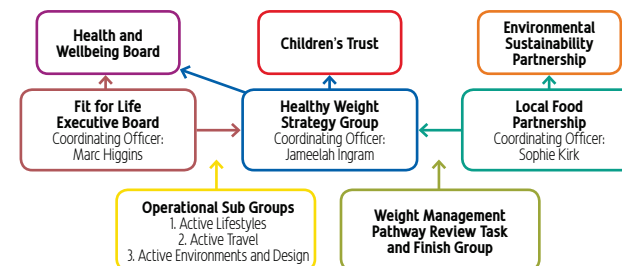 Health and
Wellbeing Board
Children's Trust
Environmental
Sustainability
Partnership
Fit for Life
Executive Board
Coordinating Officer:
Marc Higgins
Healthy Weight
Strategy Group
Coordinating Officer:
Jameelah Ingram
Local Food
Partnership
Coordinating Officer:
Sophie Kirk
Operational Sub Groups
1. Active Lifestyles
2. Active Travel
3. Active Environments and Design
Weight Management
Pathway Review Task
and Finish Group